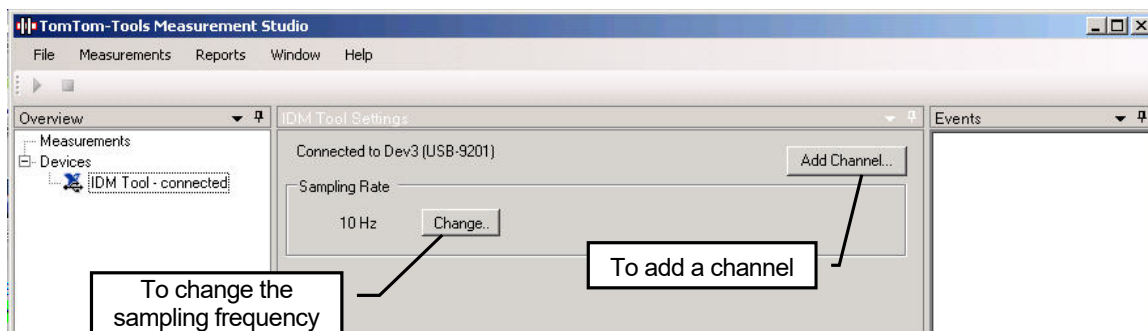 TomTom-Tools Measurement Studio
File Measurements Reports Window Help
Overview
IDM Tool Settings
Events
Measurements
Devices
IDM Tool - connected
Connected to Dev3 (USB-9201)
Add Channel...
Sampling Rate
10 Hz
Change..
To add a channel
To change the
sampling frequency